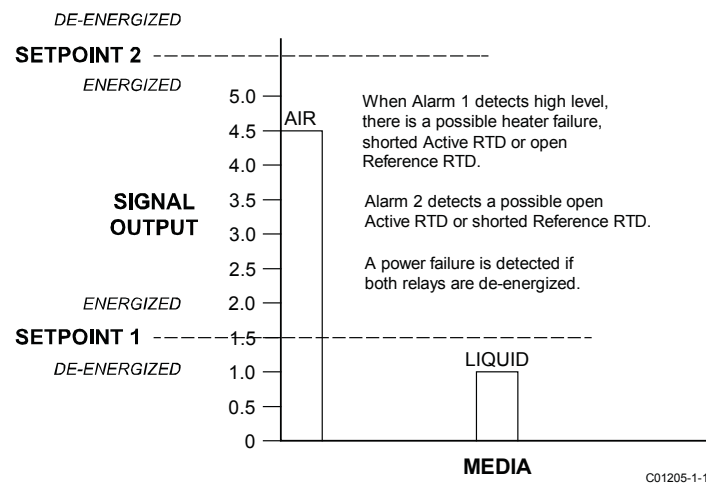 DE-ENERGIZED
SETPOINT 2
ENERGIZED
5.0
AIR
4.5
4.0
SIGNAL
OUTPUT
3.5
3.0
2.5
ENERGIZED
2.0
SETPOINT 1
1.5
DE-ENERGIZED
1.0
0.5
0
When Alarm 1 detects high level,
there is a possible heater failure,
shorted Active RTD or open
Reference RTD.
Alarm 2 detects a possible open
Active RTD or shorted Reference RTD.
A power failure is detected if
both relays are de-energized.
LIQUID
MEDIA
C01205-1-1